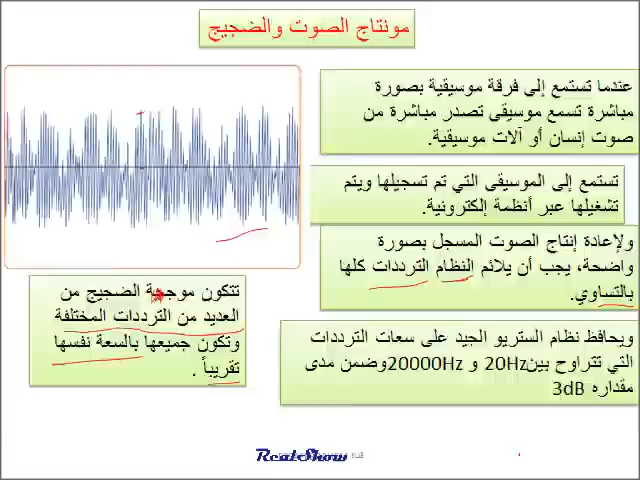 مونتاج الصوت والضجيج
عندما تستمع إلى فرقة موسيقية بصورة
مباشرة تسمع موسيقى تصدر مباشرة من
صوت إنسان أو آلات موسيقية.
تستمع إلى الموسيقى التي تم تسجيلها ويتم
تشغيلها عبر أنظمة إلكترونية.
ولإعادة إنتاج الصوت المسجل بصورة
واضحة، يجب أن يلائم النظام الترددات كلها
بالتساوي.
تتكون موجة الضجيج من
العديد من الترددات المختلفة
وتكون جميعها بالسعة نفسها
تقريباً .
ويحافظ نظام الستريو الجيد على سعات الترددات
التي تتراوح بين20Hz و 20000Hzوضمن مدى
مقداره 3dB
RealShow